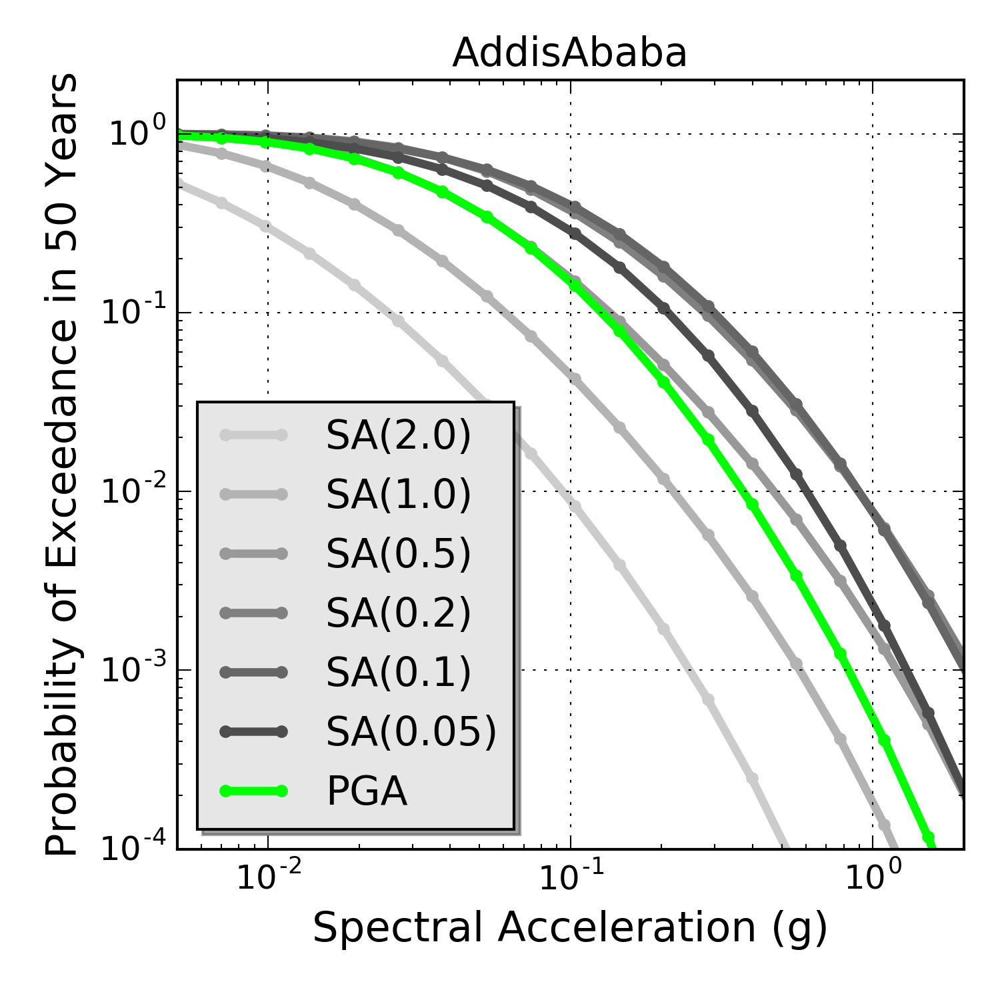 AddisAbaba
Probability of Exceedance in 50 Years
10^0
10^-1
10^-2
10^-3
10^-4
SA(2.0)
SA(1.0)
SA(0.5)
SA(0.2)
SA(0.1)
SA(0.05)
PGA
10^-2 10^-1 10^0
Spectral Acceleration (g)